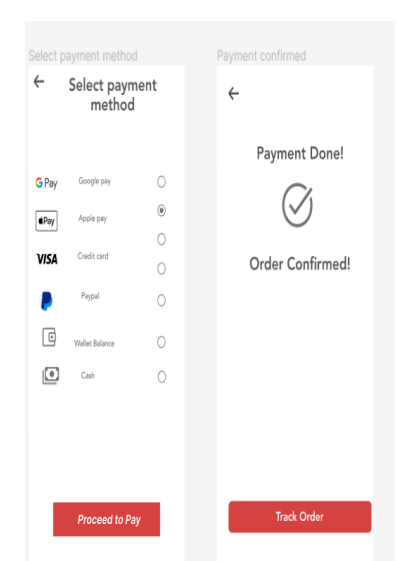 Select payment method
Payment confirmed
Select payment
method
G Pay
Google pay
Pay
Apple pay
VISA
Credit card
Paypal
Wallet Balance
Cash
Proceed to Pay
Payment Done!
Order Confirmed!
Track Order